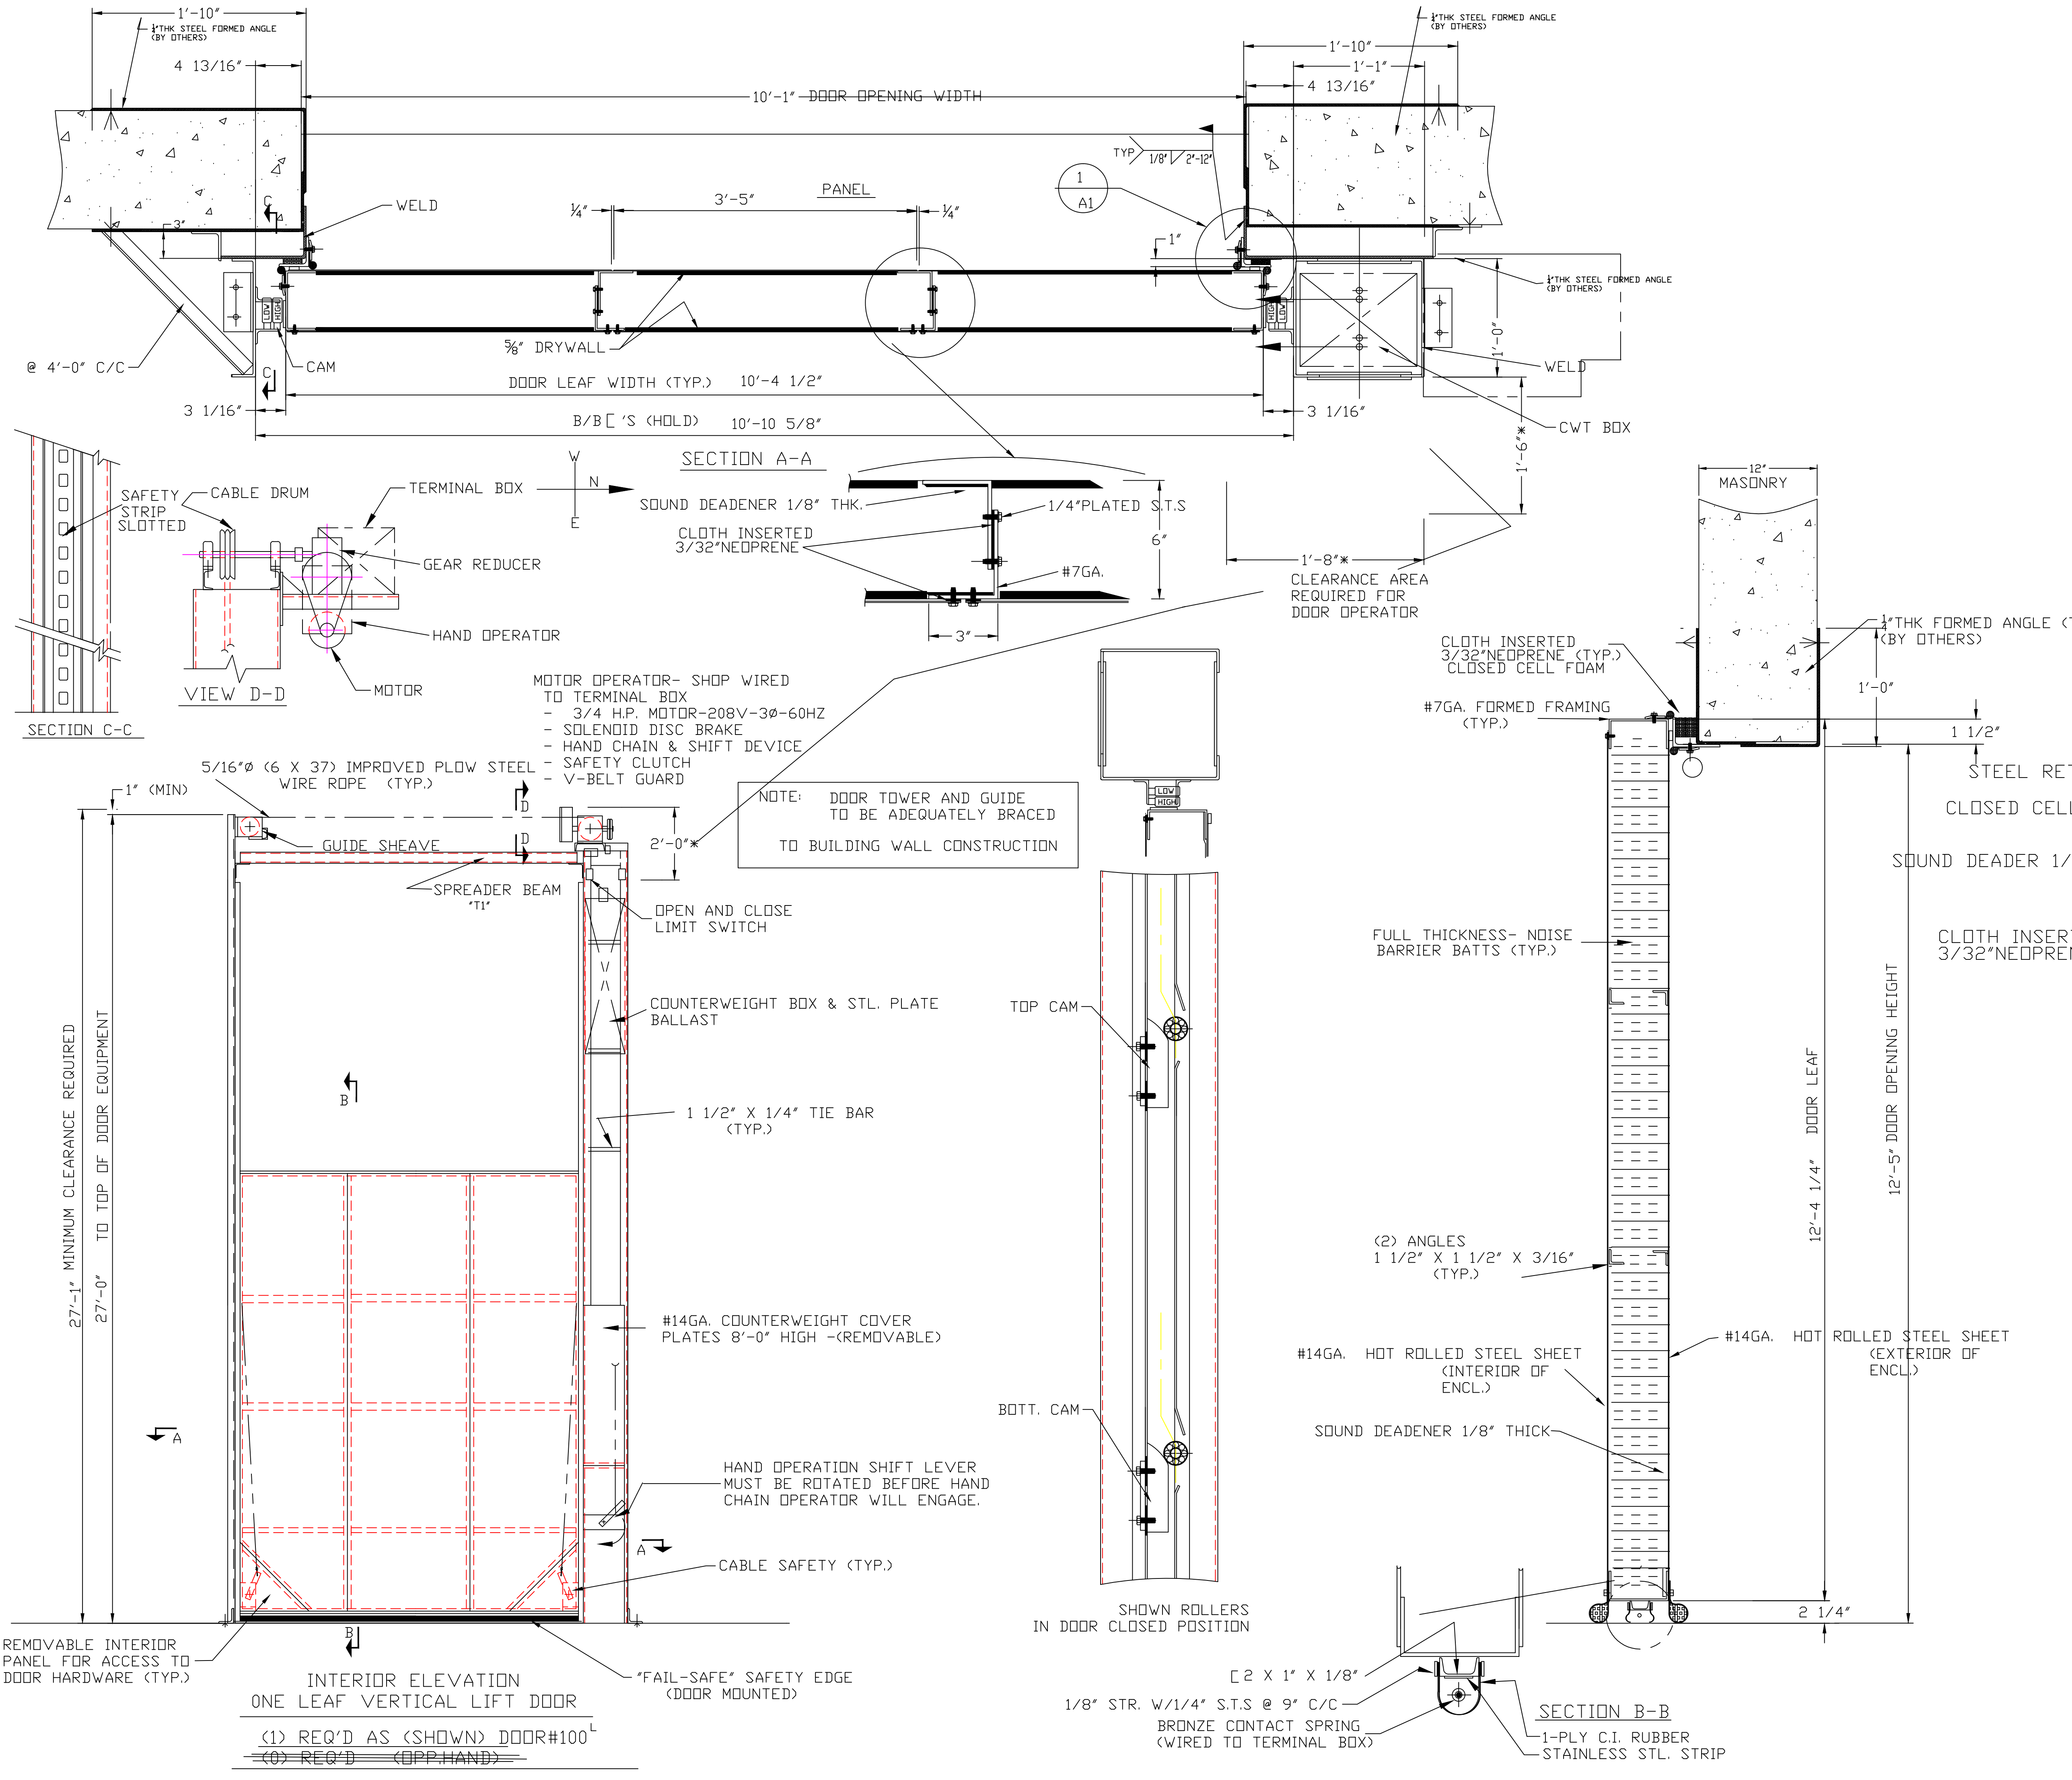 1'-10"
¼"THK STEEL FORMED ANGLE
(BY OTHERS)
4 13/16"
10'-1" DOOR OPENING WIDTH
¼"THK STEEL FORMED ANGLE
(BY OTHERS)
1'-10"
1'-1"
4 13/16"
TYP
1/8"
2"-12"
1
A1
PANEL
¼"
3'-5"
¼"
WELD
C
3"
1"
¼"THK STEEL FORMED ANGLE
(BY OTHERS)
LOW
HIGH
HIGH
LOW
1'-0"
@ 4'-0" C/C
CAM
C
⅝" DRYWALL
WELD
DOOR LEAF WIDTH (TYP.) 10'-4 1/2"
3 1/16"
3 1/16"
B/B [ 'S (HOLD) 10'-10 5/8"
CWT BOX
1'-6"*
SECTION A-A
W
N
E
SAFETY
STRIP
SLOTTED
CABLE DRUM
TERMINAL BOX
GEAR REDUCER
HAND OPERATOR
MOTOR
VIEW D-D
SECTION C-C
SOUND DEADENER 1/8" THK.
CLOTH INSERTED
3/32"NEOPRENE
1/4"PLATED S.T.S
6"
#7GA.
3"
1'-8"*
CLEARANCE AREA
REQUIRED FOR
DOOR OPERATOR
12"
MASONRY
CLOTH INSERTED
3/32"NEOPRENE (TYP.)
CLOSED CELL FOAM
¼"THK FORMED ANGLE (T
(BY OTHERS)
1'-0"
#7GA. FORMED FRAMING
(TYP.)
1 1/2"
STEEL RET
CLOSED CELL
SOUND DEADER 1/
CLOTH INSERT
3/32"NEOPREN
MOTOR OPERATOR- SHOP WIRED
TO TERMINAL BOX
- 3/4 H.P. MOTOR-208V-3Ø-60HZ
- SOLENOID DISC BRAKE
- HAND CHAIN & SHIFT DEVICE
- SAFETY CLUTCH
- V-BELT GUARD
5/16"Ø (6 X 37) IMPROVED PLOW STEEL
WIRE ROPE (TYP.)
1" (MIN)
D
D
NOTE: DOOR TOWER AND GUIDE
TO BE ADEQUATELY BRACED
TO BUILDING WALL CONSTRUCTION
LOW
HIGH
GUIDE SHEAVE
2'-0"*
SPREADER BEAM
"T1"
OPEN AND CLOSE
LIMIT SWITCH
27'-1" MINIMUM CLEARANCE REQUIRED
27'-0" TO TOP OF DOOR EQUIPMENT
COUNTERWEIGHT BOX & STL. PLATE
BALLAST
B
1 1/2" X 1/4" TIE BAR
(TYP.)
TOP CAM
FULL THICKNESS- NOISE
BARRIER BATTS (TYP.)
12'-4 1/4" DOOR LEAF
12'-5" DOOR OPENING HEIGHT
(2) ANGLES
1 1/2" X 1 1/2" X 3/16"
(TYP.)
#14GA. COUNTERWEIGHT COVER
PLATES 8'-0" HIGH -(REMOVABLE)
#14GA. HOT ROLLED STEEL SHEET
(EXTERIOR OF
ENCL.)
#14GA. HOT ROLLED STEEL SHEET
(INTERIOR OF
ENCL.)
BOTT. CAM
SOUND DEADENER 1/8" THICK
A
HAND OPERATION SHIFT LEVER
MUST BE ROTATED BEFORE HAND
CHAIN OPERATOR WILL ENGAGE.
A
CABLE SAFETY (TYP.)
SHOWN ROLLERS
IN DOOR CLOSED POSITION
2 1/4"
B
REMOVABLE INTERIOR
PANEL FOR ACCESS TO
DOOR HARDWARE (TYP.)
INTERIOR ELEVATION
ONE LEAF VERTICAL LIFT DOOR
"FAIL-SAFE" SAFETY EDGE
(DOOR MOUNTED)
(1) REQ'D AS (SHOWN) DOOR#100 L
(0) REQ'D (OPP.HAND)
[ 2 X 1" X 1/8"
1/8" STR. W/1/4" S.T.S @ 9" C/C
BRONZE CONTACT SPRING
(WIRED TO TERMINAL BOX)
SECTION B-B
1-PLY C.I. RUBBER
STAINLESS STL. STRIP